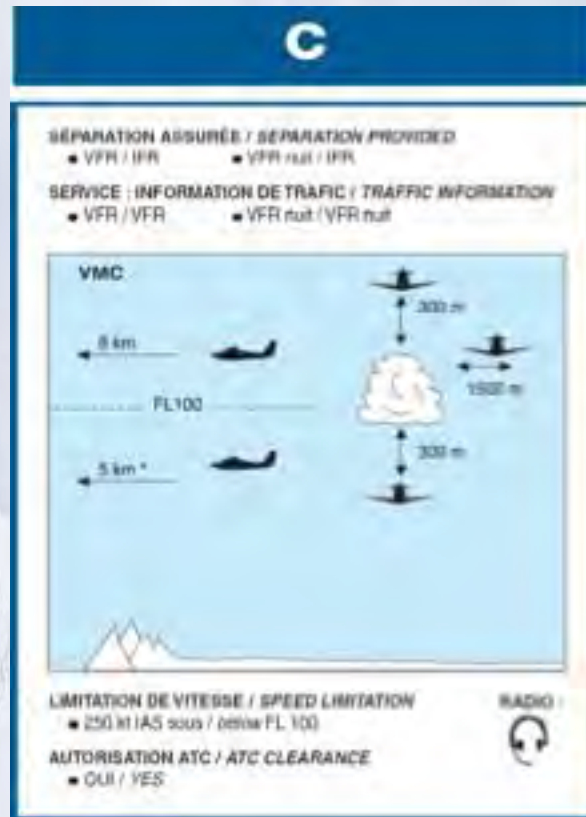 C
SÉPARATION ASSURÉE / SEPARATION PROVIDED
• VFR / IFR • VFR nuit / IFR
SERVICE : INFORMATION DE TRAFIC / TRAFFIC INFORMATION
• VFR / VFR • VFR nuit / VFR nuit
VMC
300 m
8 km
1500 m
FL100
300 m
5 km *
LIMITATION DE VITESSE / SPEED LIMITATION
• 250 kt IAS sous / below FL 100
RADIO :
AUTORISATION ATC / ATC CLEARANCE
• OUI / YES